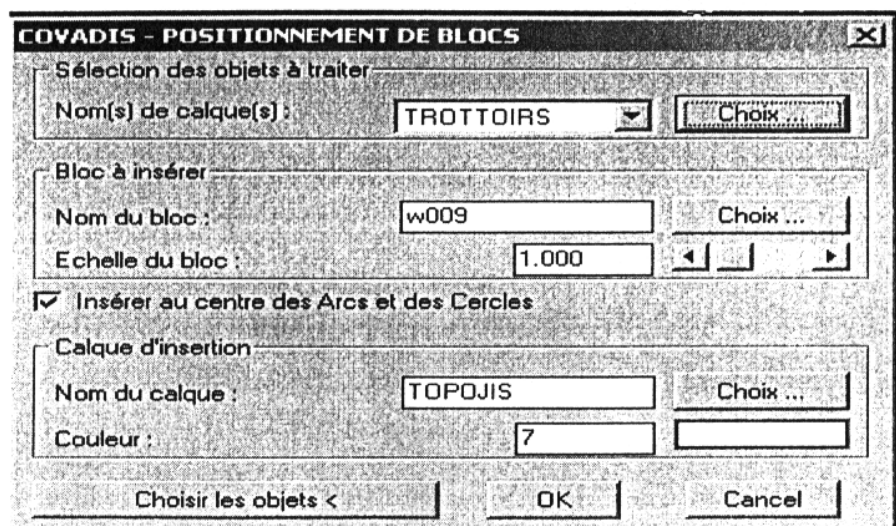 COVADIS - POSITIONNEMENT DE BLOCS
Sélection des objets à traiter
Nom(s) de calque(s) : TROTTOIRS Choix ...
Bloc à insérer
Nom du bloc : w009 Choix ...
Echelle du bloc : 1.000
Insérer au centre des Arcs et des Cercles
Calque d'insertion
Nom du calque : TOPOJIS Choix ...
Couleur : 7
Choisir les objets < OK Cancel